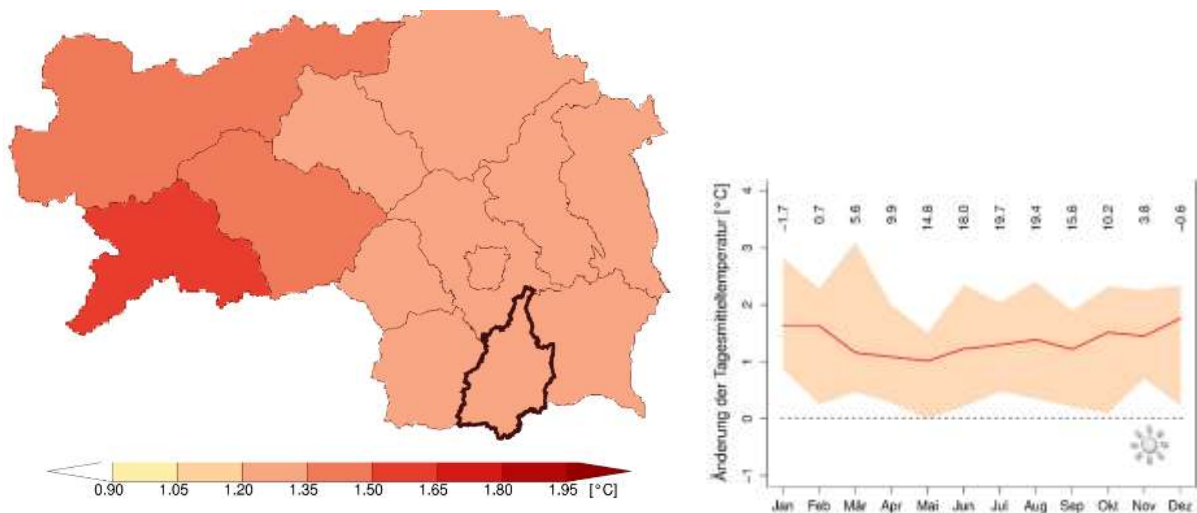 0.90 1.05 1.20 1.35 1.50 1.65 1.80 1.95 [°C]
Änderung der Tagesmitteltemperatur [°C]
4
3
2
1
0
−1
−1.7 0.7 5.6 9.9 14.6 18.0 19.7 19.4 15.6 10.2 3.8 −0.6
Jan Feb Mär Apr Mai Jun Jul Aug Sep Okt Nov Dez